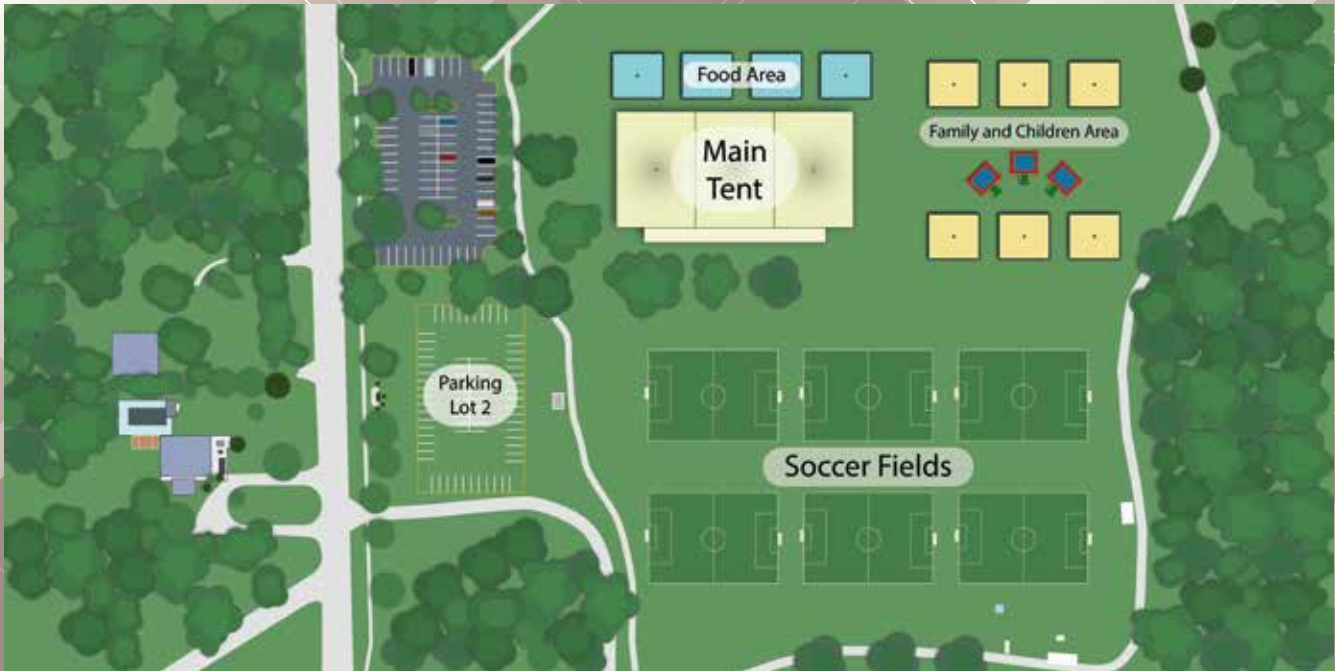 Food Area
Main
Tent
Family and Children Area
Parking
Lot 2
Soccer Fields